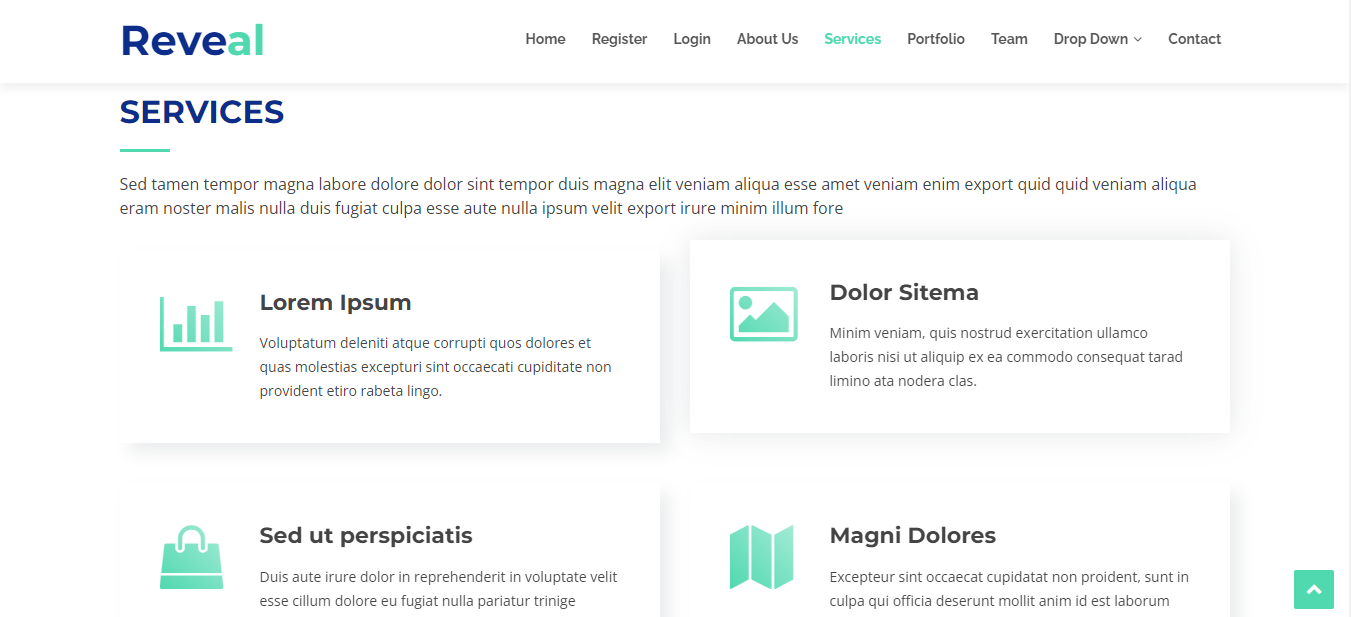 Reveal
Home Register Login About Us Services Portfolio Team Drop Down Contact
SERVICES
Sed tamen tempor magna labore dolore dolor sint tempor duis magna elit veniam aliqua esse amet veniam enim export quid quid veniam aliqua
eram noster malis nulla duis fugiat culpa esse aute nulla ipsum velit export irure minim illum fore
Lorem Ipsum
Voluptatum deleniti atque corrupti quos dolores et
quas molestias excepturi sint occaecati cupiditate non
provident etiro rabeta lingo.
Dolor Sitema
Minim veniam, quis nostrud exercitation ullamco
laboris nisi ut aliquip ex ea commodo consequat tarad
limino ata nodera clas.
Sed ut perspiciatis
Duis aute irure dolor in reprehenderit in voluptate velit
esse cillum dolore eu fugiat nulla pariatur trinige
Magni Dolores
Excepteur sint occaecat cupidatat non proident, sunt in
culpa qui officia deserunt mollit anim id est laborum